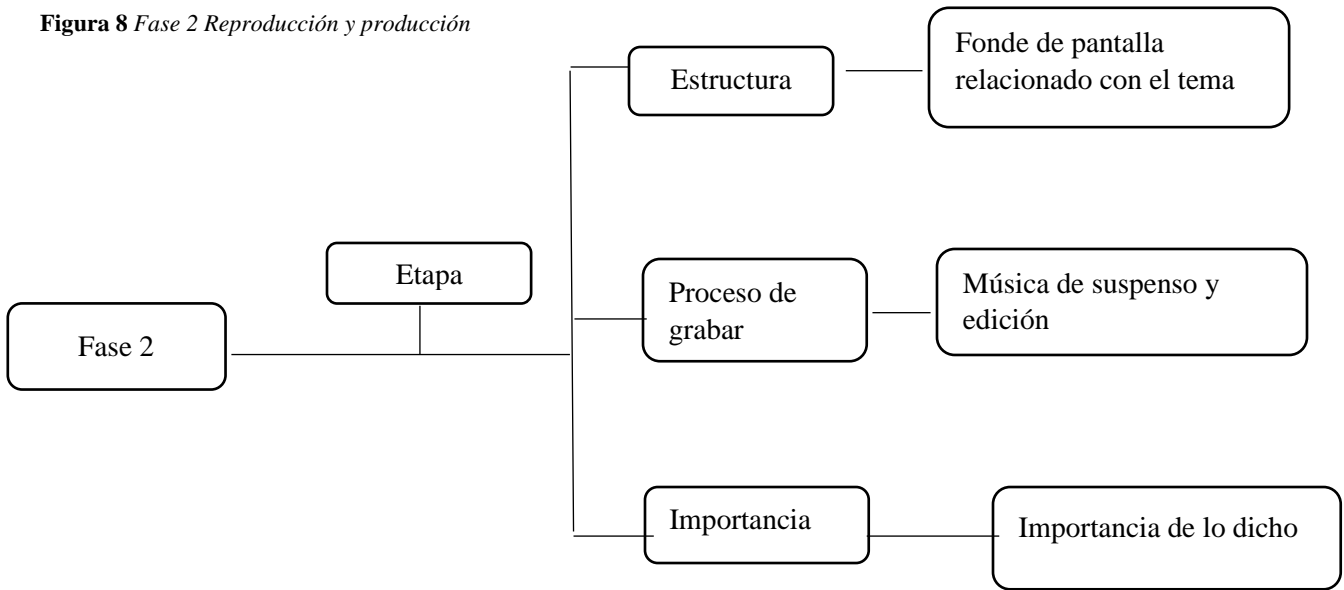 Figura 8 Fase 2 Reproducción y producción
Estructura
Fonde de pantalla
relacionado con el tema
Etapa
Fase 2
Proceso de
grabar
Música de suspenso y
edición
Importancia
Importancia de lo dicho